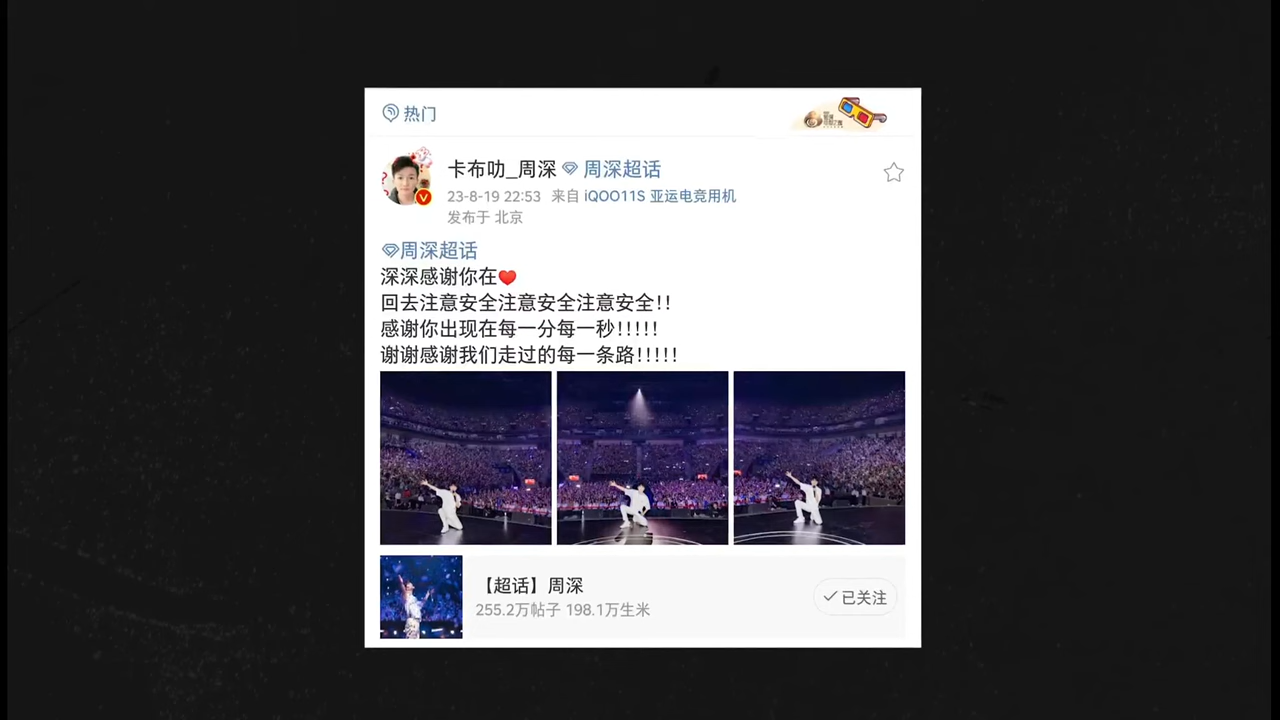 热门
卡布叻_周深 周深超话
23-8-19 22:53 来自 iQOO11S 亚运电竞用机
发布于 北京
周深超话
深深感谢你在❤️
回去注意安全注意安全注意安全!!
感谢你出现在每一分每一秒!!!!!
谢谢感谢我们走过的每一条路!!!!!
【超话】周深
255.2万帖子 198.1万生米
已关注